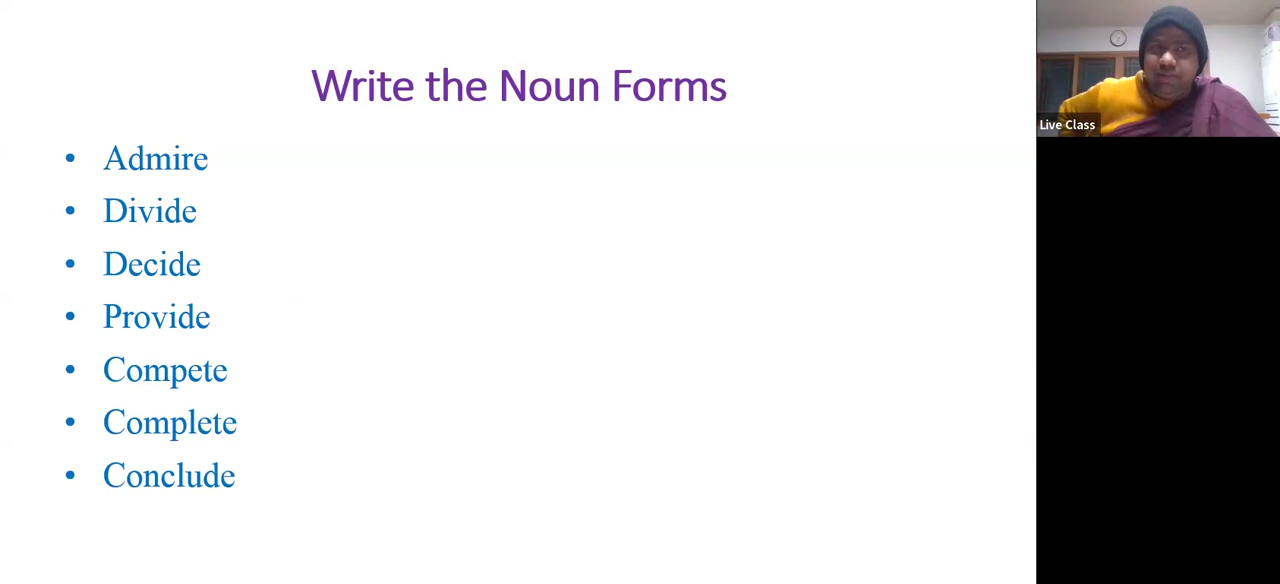 Write the Noun Forms
• Admire
• Divide
• Decide
• Provide
• Compete
• Complete
• Conclude
Live Class